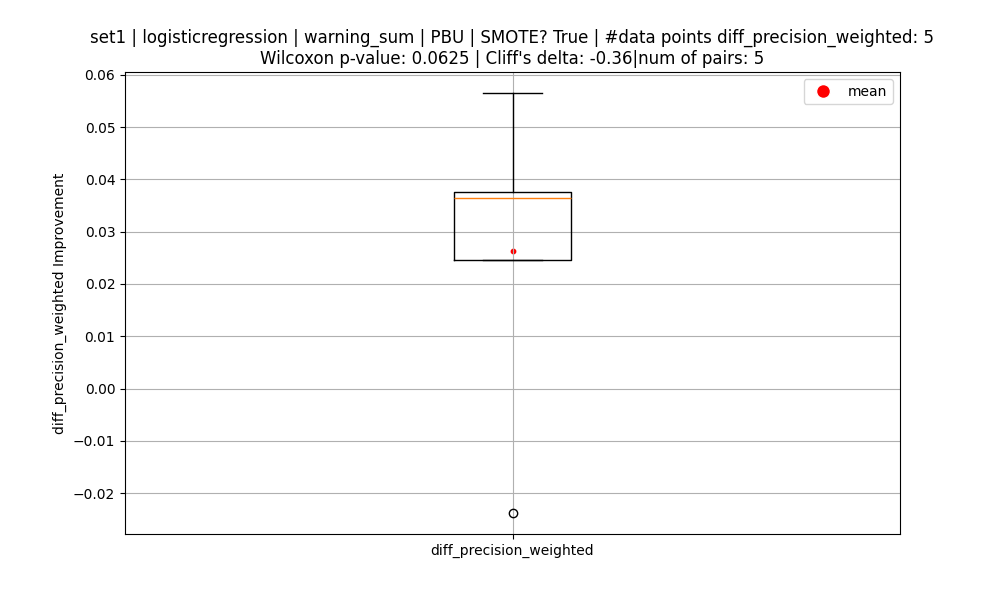 set1 | logisticregression | warning_sum | PBU | SMOTE? True | #data points diff_precision_weighted: 5
Wilcoxon p-value: 0.0625 | Cliff's delta: -0.36|num of pairs: 5
mean
0.06
0.05
0.04
0.03
0.02
0.01
0.00
−0.01
−0.02
diff_precision_weighted Improvement
diff_precision_weighted